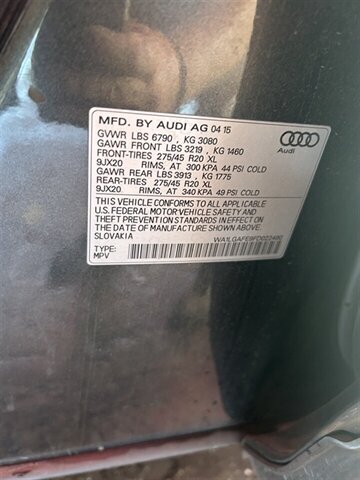 MFD. BY AUDI AG 04 15
GVWR LBS 6790 , KG 3080
GAWR FRONT LBS 3219 , KG 1460
FRONT-TIRES 275/45 R20 XL
9JX20 RIMS, AT 300 KPA 44 PSI COLD
GAWR REAR LBS 3913 , KG 1775
REAR-TIRES 275/45 R20 XL
9JX20 RIMS, AT 340 KPA 49 PSI COLD
Audi
THIS VEHICLE CONFORMS TO ALL APPLICABLE
U.S. FEDERAL MOTOR VEHICLE SAFETY AND
THEFT PREVENTION STANDARDS IN EFFECT ON
THE DATE OF MANUFACTURE SHOWN ABOVE.
SLOVAKIA
TYPE:
MPV